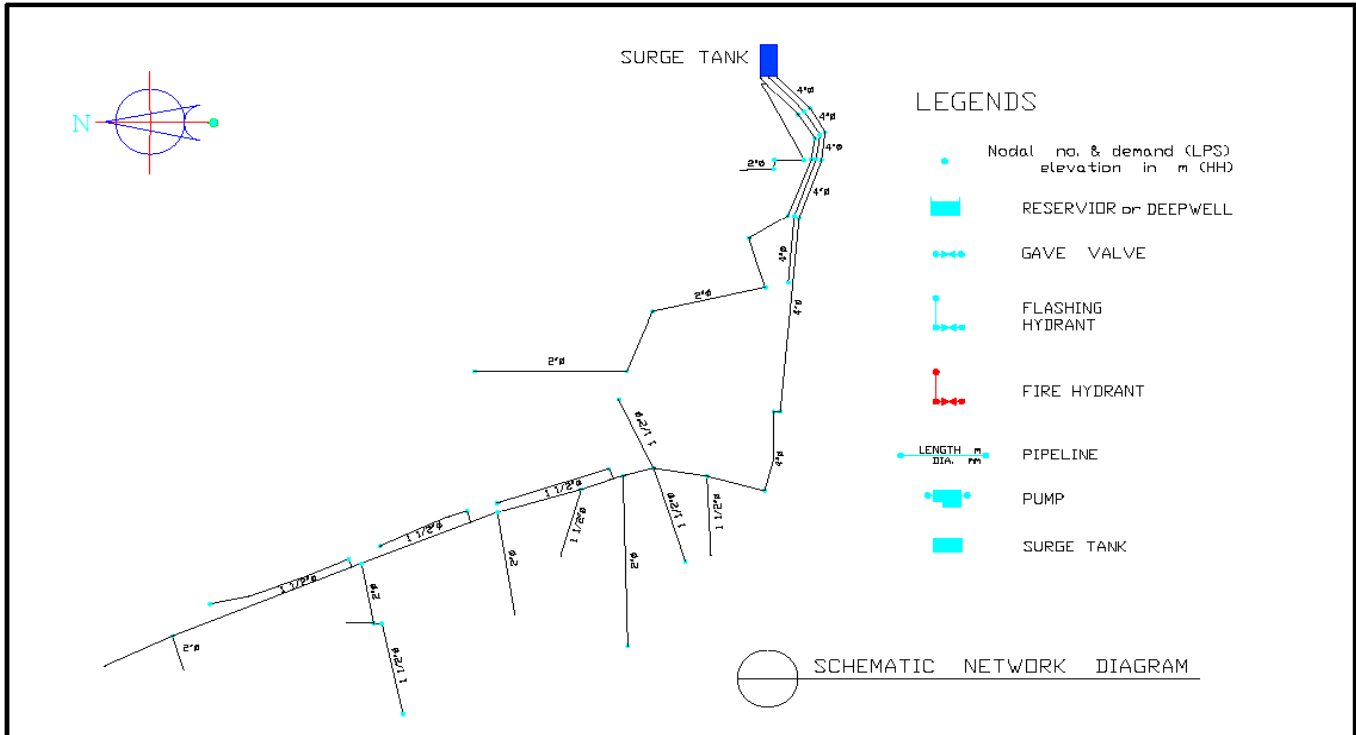 SURGE TANK
N
4"Ø
4"Ø
4"Ø
2"Ø
4"Ø
4"Ø
4"Ø
2"Ø
2"Ø
1 1/2"Ø
4"Ø
1 1/2"Ø
1 1/2"Ø
1 1/2"Ø
1 1/2"Ø
1 1/2"Ø
2"Ø
2"Ø
1 1/2"Ø
2"Ø
2"Ø
1 1/2"Ø
LEGENDS
Nodal no. & demand (LPS)
elevation in m (HH)
RESERVIOR or DEEPWELL
GAVE VALVE
FLASHING
HYDRANT
FIRE HYDRANT
LENGTH M
DIA. MM
PIPELINE
PUMP
SURGE TANK
SCHEMATIC NETWORK DIAGRAM